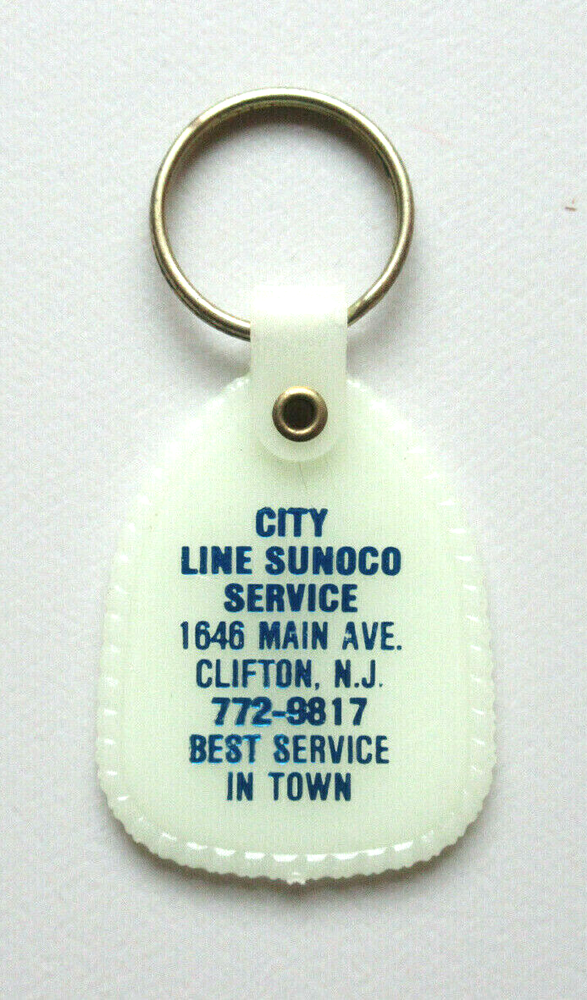 CITY
LINE SUNOCO
SERVICE
1646 MAIN AVE.
CLIFTON, N.J.
772-9817
BEST SERVICE
IN TOWN